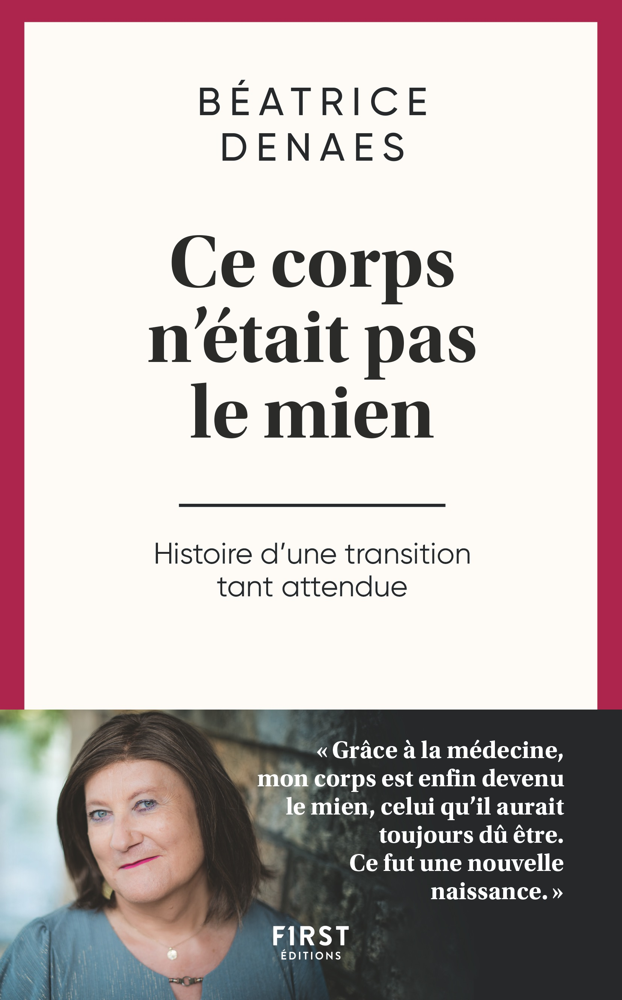 BÉATRICE
DENAES
Ce corps
n’était pas
le mien
Histoire d’une transition
tant attendue
« Grâce à la médecine,
mon corps est enfin devenu
le mien, celui qu’il aurait
toujours dû être.
Ce fut une nouvelle
naissance. »
F1RST
ÉDITIONS